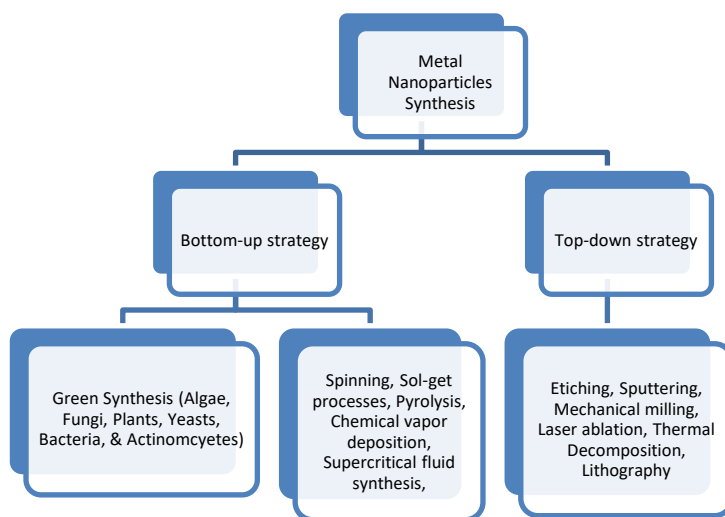 Metal
Nanoparticles
Synthesis
Bottom-up strategy
Top-down strategy
Green Synthesis (Algae,
Fungi, Plants, Yeasts,
Bacteria, & Actinomcyetes)
Spinning, Sol-get
processes, Pyrolysis,
Chemical vapor
deposition,
Supercritical fluid
synthesis,
Etiching, Sputtering,
Mechanical milling,
Laser ablation, Thermal
Decomposition,
Lithography